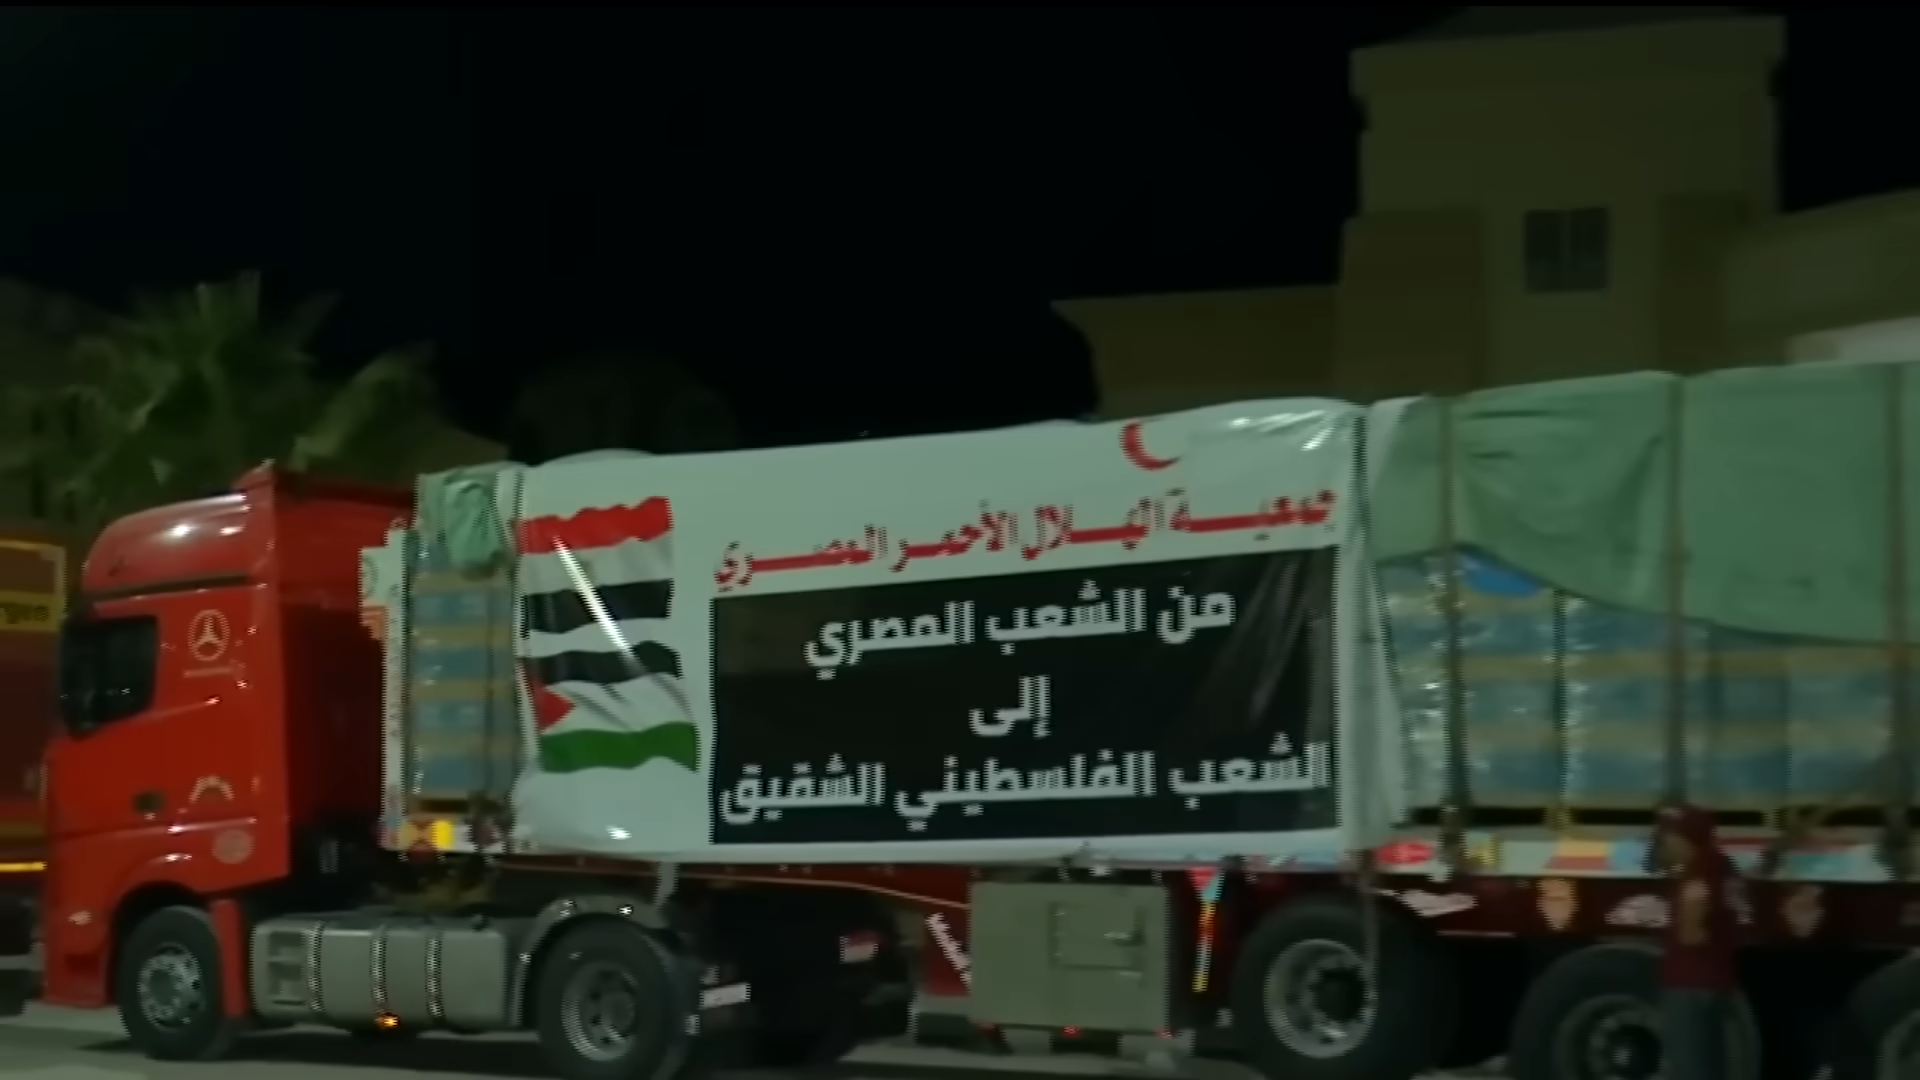 جمعية الهلال الأحمر المصري
من الشعب المصري
إلى
الشعب الفلسطيني الشقيق